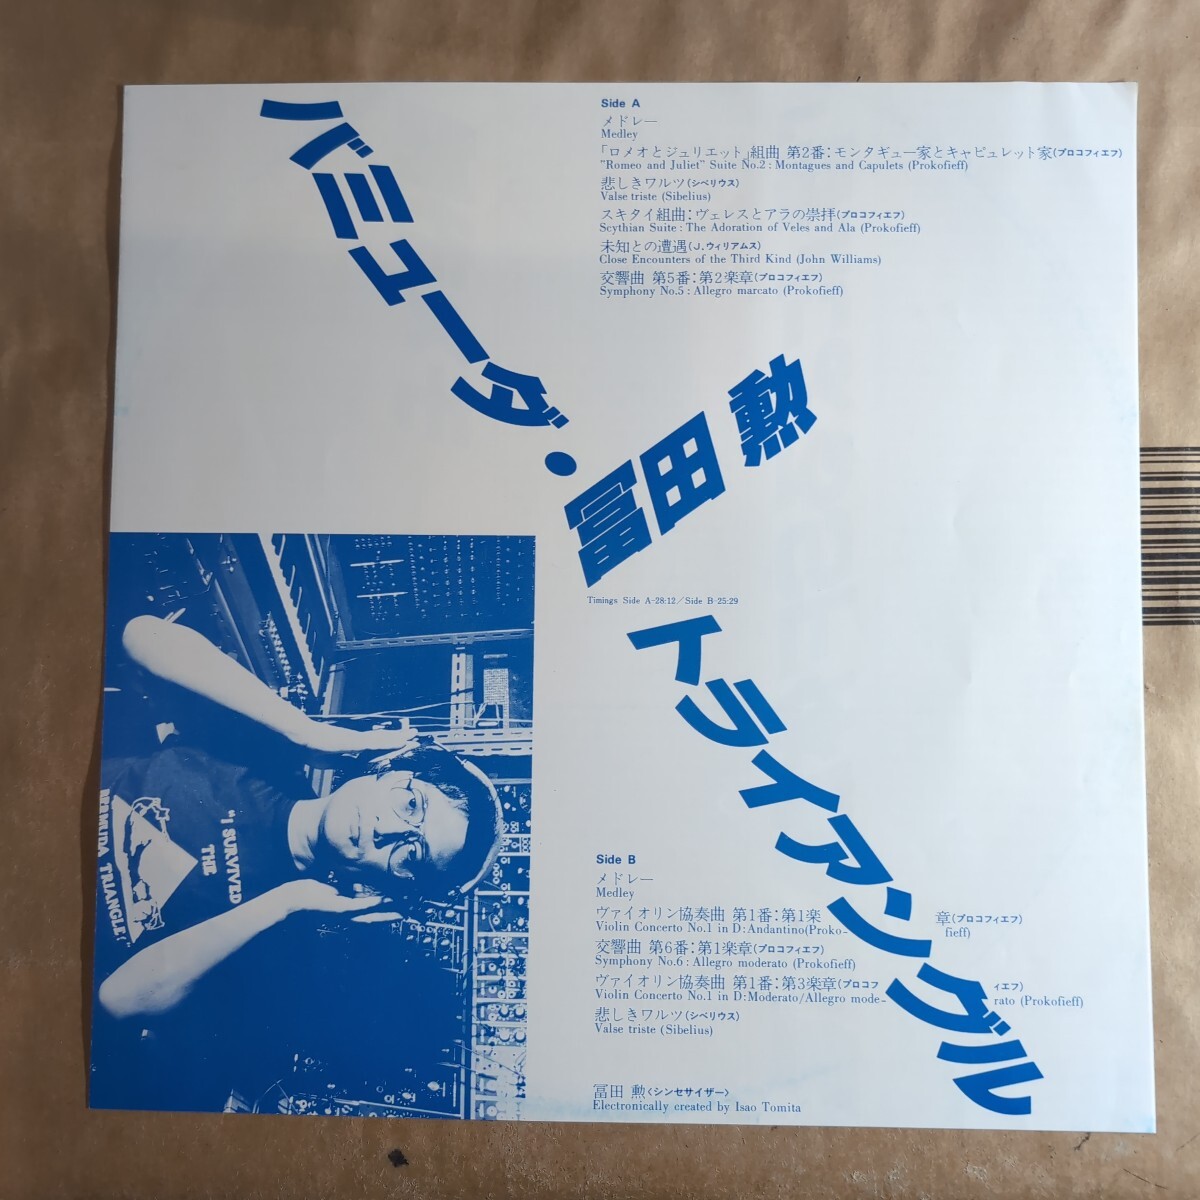 バミューダ・
Side A
メドレー
Medley
「ロメオとジュリエット」組曲 第2番：モンタギュー家とキャピュレット家(プロコフィエフ)
"Romeo and Juliet" Suite No.2 : Montagues and Capulets (Prokofieff)
悲しきワルツ(シベリウス)
Valse triste (Sibelius)
スキタイ組曲：ヴェレスとアラの崇拝(プロコフィエフ)
Scythian Suite : The Adoration of Veles and Ala (Prokofieff)
未知との遭遇(J.ウィリアムス)
Close Encounters of the Third Kind (John Williams)
交響曲 第5番：第2楽章(プロコフィエフ)
Symphony No.5 : Allegro marcato (Prokofieff)
冨田 勲
Timings Side A-28:12／Side B-25:29
トライアングル
"I SURVIVED
THE
BERMUDA TRIANGLE!
Side B
メドレー
Medley
ヴァイオリン協奏曲 第1番：第1楽章(プロコフィエフ)
Violin Concerto No.1 in D : Andantino (Proko-fieff)
交響曲 第6番：第1楽章(プロコフィエフ)
Symphony No.6 : Allegro moderato (Prokofieff)
ヴァイオリン協奏曲 第1番：第3楽章(プロコフィエフ)
Violin Concerto No.1 in D : Moderato/Allegro mode-rato (Prokofieff)
悲しきワルツ(シベリウス)
Valse triste (Sibelius)
冨田 勲〈シンセサイザー〉
Electronically created by Isao Tomita